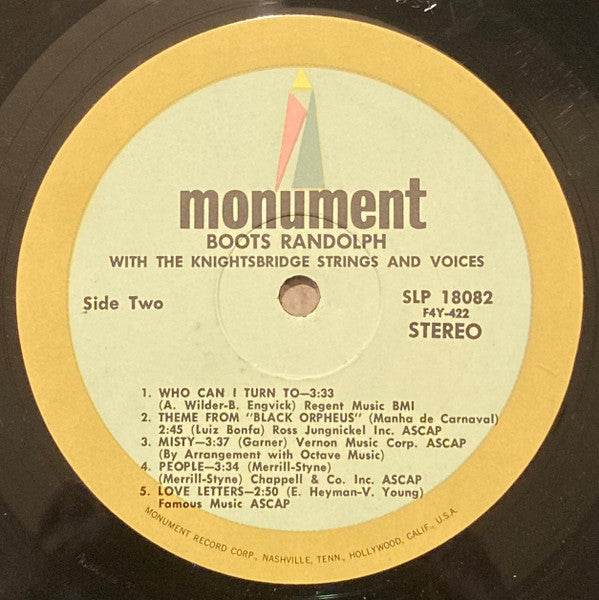 monument
BOOTS RANDOLPH
WITH THE KNIGHTSBRIDGE STRINGS AND VOICES
Side Two
SLP 18082
F4Y-422
STEREO
1. WHO CAN I TURN TO—3:33
(A. Wilder-B. Engvick) Regent Music BMI
2. THEME FROM "BLACK ORPHEUS" (Manha de Carnaval)
2:45 (Luiz Bonfa) Ross Jungnickel Inc. ASCAP
3. MISTY—3:37 (Garner) Vernon Music Corp. ASCAP
(By Arrangement with Octave Music)
4. PEOPLE—3:34 (Merrill-Styne)
(Merrill-Styne) Chappell & Co. Inc. ASCAP
5. LOVE LETTERS—2:50 (E. Heyman-V. Young)
Famous Music ASCAP
MONUMENT RECORD CORP., NASHVILLE, TENN., HOLLYWOOD, CALIF., U.S.A.